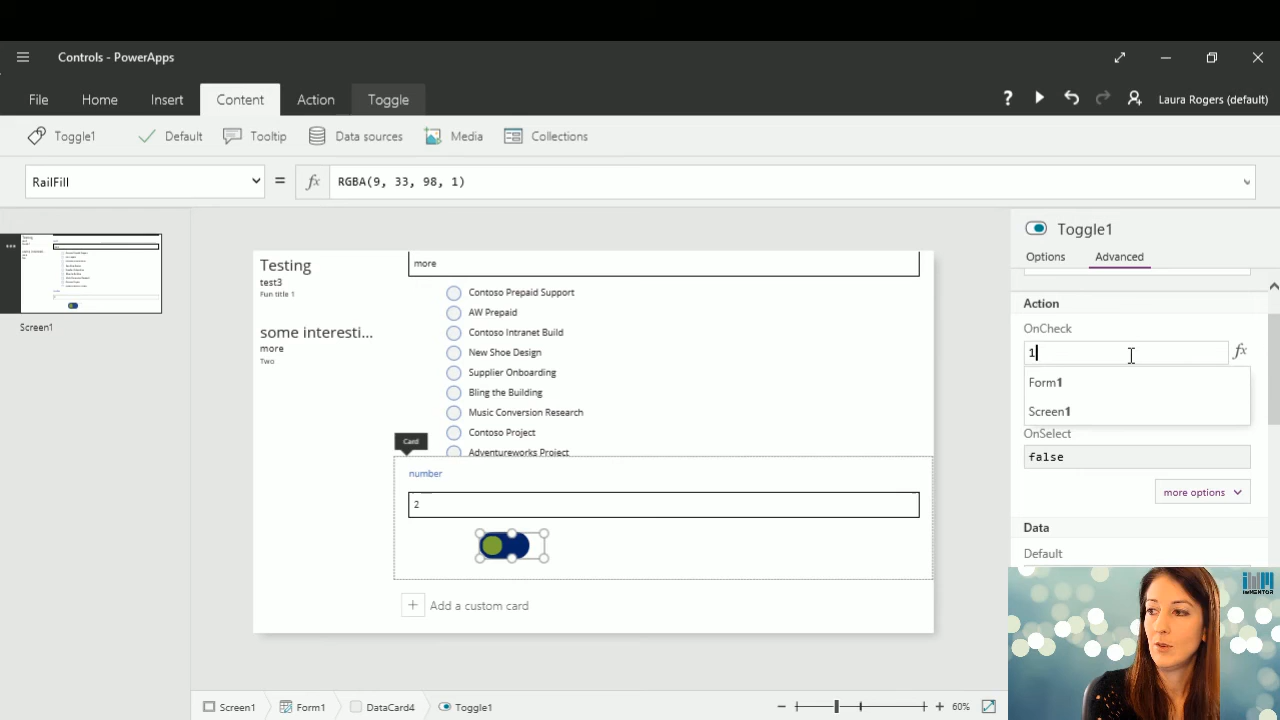 Controls - PowerApps
File Home Insert Content Action Toggle
? Laura Rogers (default)
Toggle1 Default Tooltip Data sources Media Collections
RailFill = fx RGBA(9, 33, 98, 1)
Screen1
Testing
test3
Fun title 1
some interesti...
more
Two
more
Contoso Prepaid Support
AW Prepaid
Contoso Intranet Build
New Shoe Design
Supplier Onboarding
Bling the Building
Music Conversion Research
Contoso Project
Adventureworks Project
Card
number
2
Add a custom card
Toggle1
Options Advanced
Action
OnCheck
1 fx
Form1
Screen1
OnSelect
false
more options
Data
Default
iwMENTOR
Screen1 Form1 DataCard4 Toggle1 60%